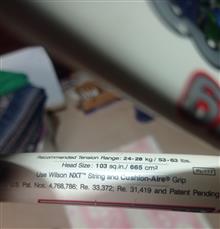 Recommended Tension Range: 24-28 kg / 53-63 lbs.
Head Size: 103 sq.in./ 665 cm²
Use Wilson NXT™ String and Cushion-Aire® Grip
U.S. Pat. Nos. 4,768,786; Re. 33,372; Re. 31,419 and Patent Pending